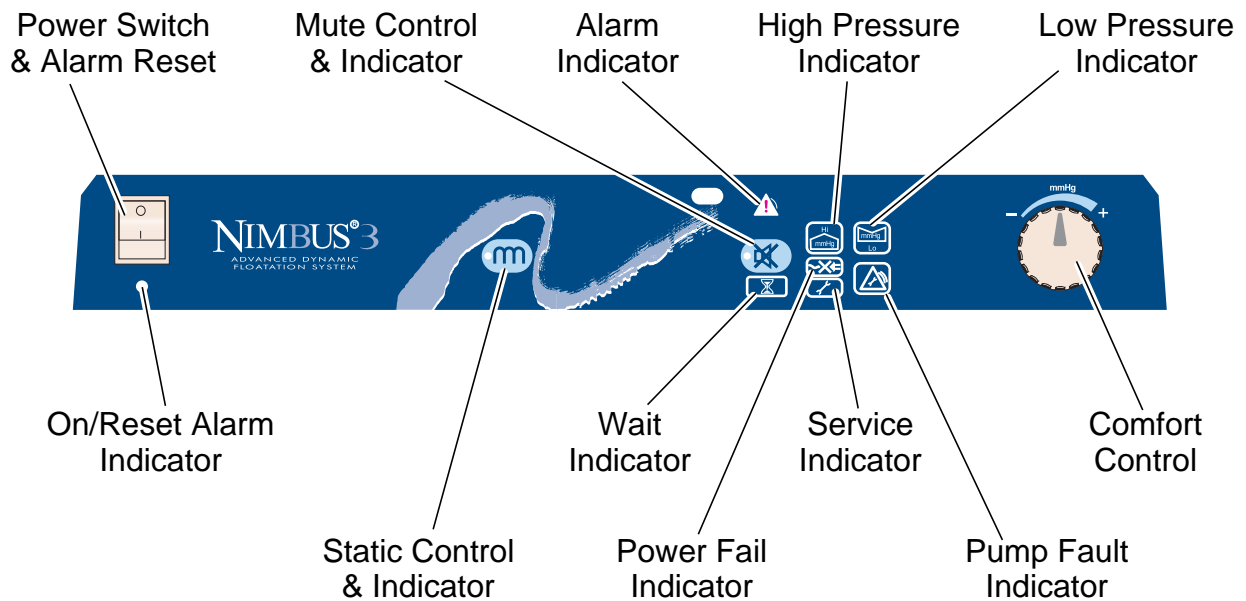 Power Switch
& Alarm Reset
Mute Control
& Indicator
Alarm
Indicator
High Pressure
Indicator
Low Pressure
Indicator
O
I
NIMBUS® 3
ADVANCED DYNAMIC
FLOATATION SYSTEM
!
Hi
mmHg
mmHg
Lo
mmHg
– +
On/Reset Alarm
Indicator
Wait
Indicator
Service
Indicator
Comfort
Control
Static Control
& Indicator
Power Fail
Indicator
Pump Fault
Indicator